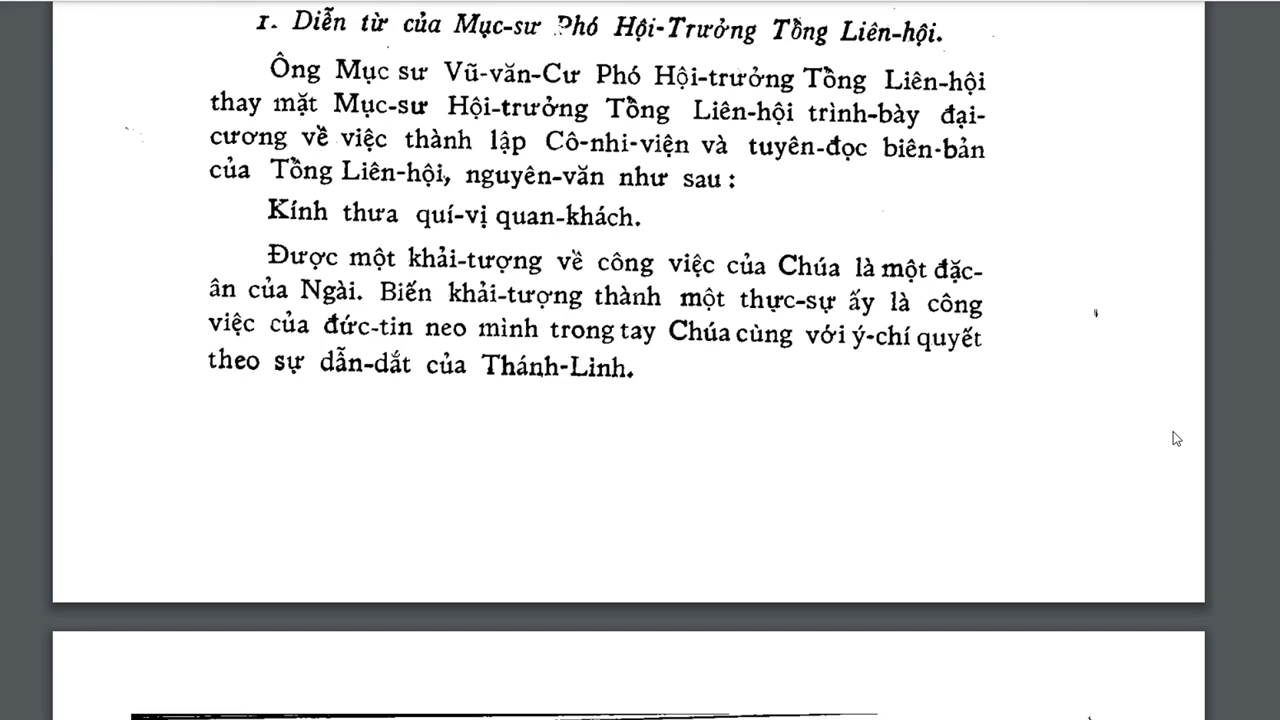 1. Diễn từ của Mục-sư Phó Hội-Trưởng Tổng Liên-hội.
Ông Mục sư Vũ-văn-Cư Phó Hội-trưởng Tổng Liên-hội
thay mặt Mục-sư Hội-trưởng Tổng Liên-hội trình-bày đại-
cương về việc thành lập Cô-nhi-viện và tuyên-đọc biên-bản
của Tổng Liên-hội, nguyên-văn như sau :
Kính thưa quí-vị quan-khách.
Được một khải-tượng về công việc của Chúa là một đặc-
ân của Ngài. Biến khải-tượng thành một thực-sự ấy là công
việc của đức-tin neo mình trong tay Chúa cùng với ý-chí quyết
theo sự dẫn-dắt của Thánh-Linh.